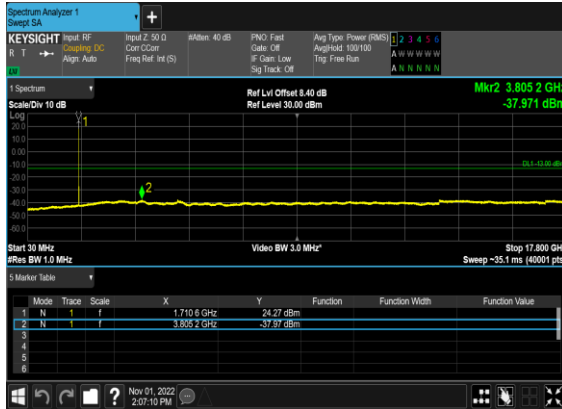 Spectrum Analyzer 1
Swept SA
+
KEYSIGHT Input: RF
R T Coupling: DC
Align: Auto
LU
Input Z: 50 Ω
Corr CCorr
Freq Ref: Int (S)
#Atten: 40 dB
PNO: Fast
Gate: Off
IF Gain: Low
Sig Track: Off
Avg Type: Power (RMS)
Avg|Hold: 100/100
Trig: Free Run
1 2 3 4 5 6
A W W W W W
A N N N N N
1 Spectrum
Scale/Div 10 dB
Ref Lvl Offset 8.40 dB
Ref Level 30.00 dBm
Mkr2 3.805 2 GHz
-37.971 dBm
Log
20.0
10.0
0.00
-10.0
-20.0
-30.0
-40.0
-50.0
-60.0
1
2
DL1 -13.00 dBm
Start 30 MHz
#Res BW 1.0 MHz
Video BW 3.0 MHz*
Stop 17.800 GHz
Sweep ~35.1 ms (40001 pts)
5 Marker Table
Mode Trace Scale X Y Function Function Width Function Value
1 N 1 f 1.710 6 GHz 24.27 dBm
2 N 1 f 3.805 2 GHz -37.97 dBm
3
4
5
6
? Nov 01, 2022
2:07:10 PM